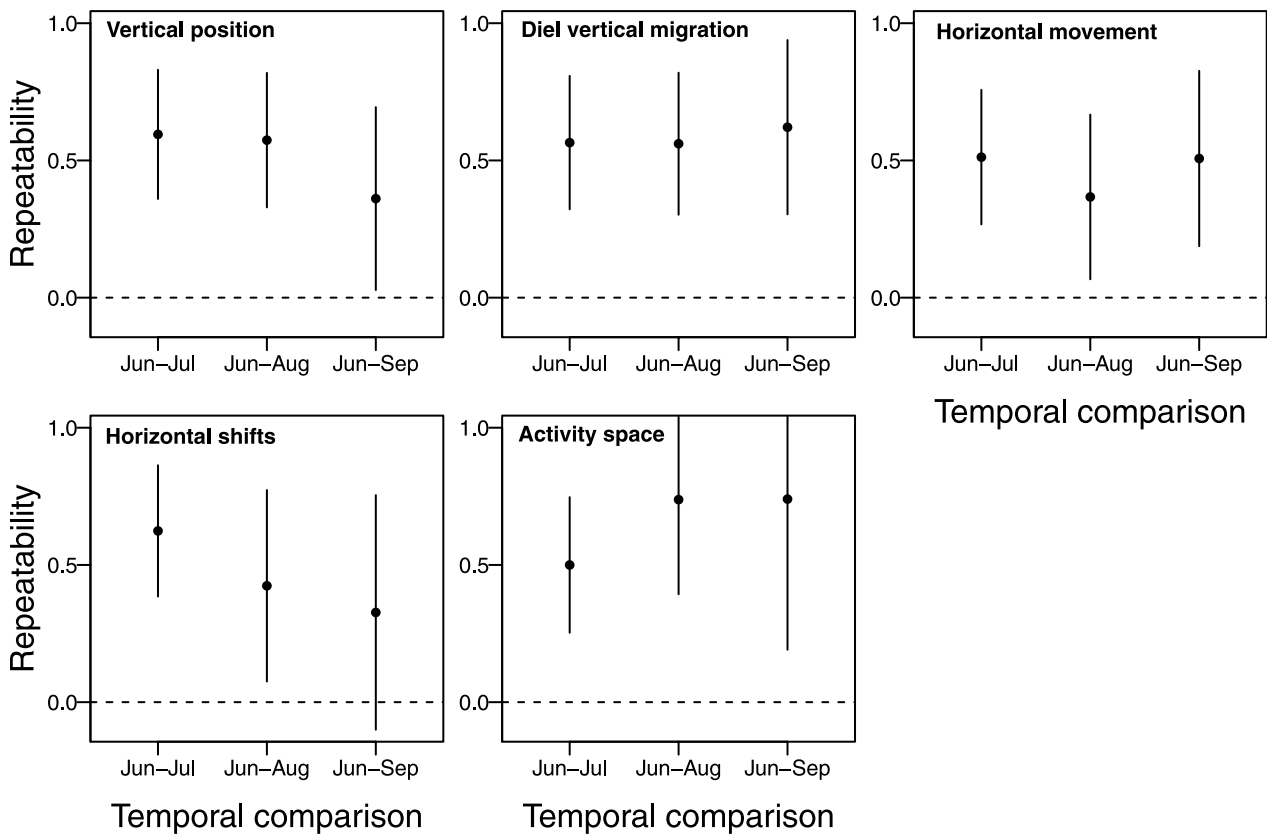 Vertical position
Repeatability
1.0
0.5
0.0
Jun–Jul Jun–Aug Jun–Sep
Diel vertical migration
1.0
0.5
0.0
Jun–Jul Jun–Aug Jun–Sep
Horizontal movement
1.0
0.5
0.0
Jun–Jul Jun–Aug Jun–Sep
Temporal comparison
Horizontal shifts
Repeatability
1.0
0.5
0.0
Jun–Jul Jun–Aug Jun–Sep
Temporal comparison
Activity space
1.0
0.5
0.0
Jun–Jul Jun–Aug Jun–Sep
Temporal comparison